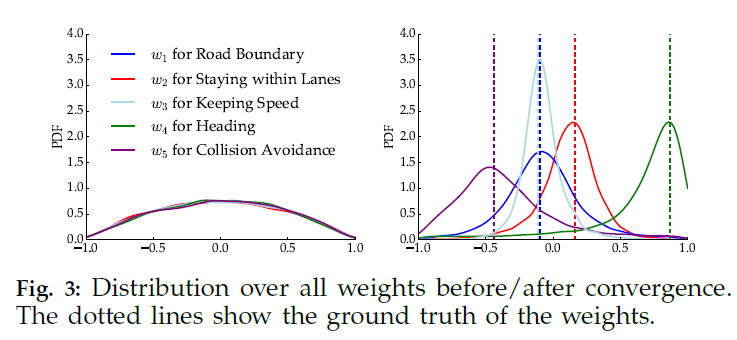 4.0
3.5
3.0
2.5
2.0
1.5
1.0
0.5
0.0
PDF
w₁ for Road Boundary
w₂ for Staying within Lanes
w₃ for Keeping Speed
w₄ for Heading
w₅ for Collision Avoidance
−1.0 −0.5 0.0 0.5 1.0
4.0
3.5
3.0
2.5
2.0
1.5
1.0
0.5
0.0
PDF
−1.0 −0.5 0.0 0.5 1.0
Fig. 3: Distribution over all weights before/after convergence.
The dotted lines show the ground truth of the weights.